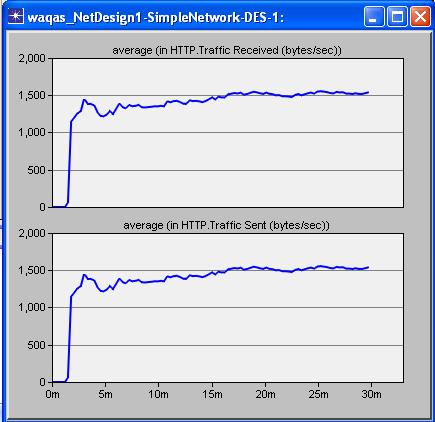 waqas_NetDesign1-SimpleNetwork-DES-1:
average (in HTTP.Traffic Received (bytes/sec))
2,000
1,500
1,000
500
0
average (in HTTP.Traffic Sent (bytes/sec))
2,000
1,500
1,000
500
0
0m 5m 10m 15m 20m 25m 30m